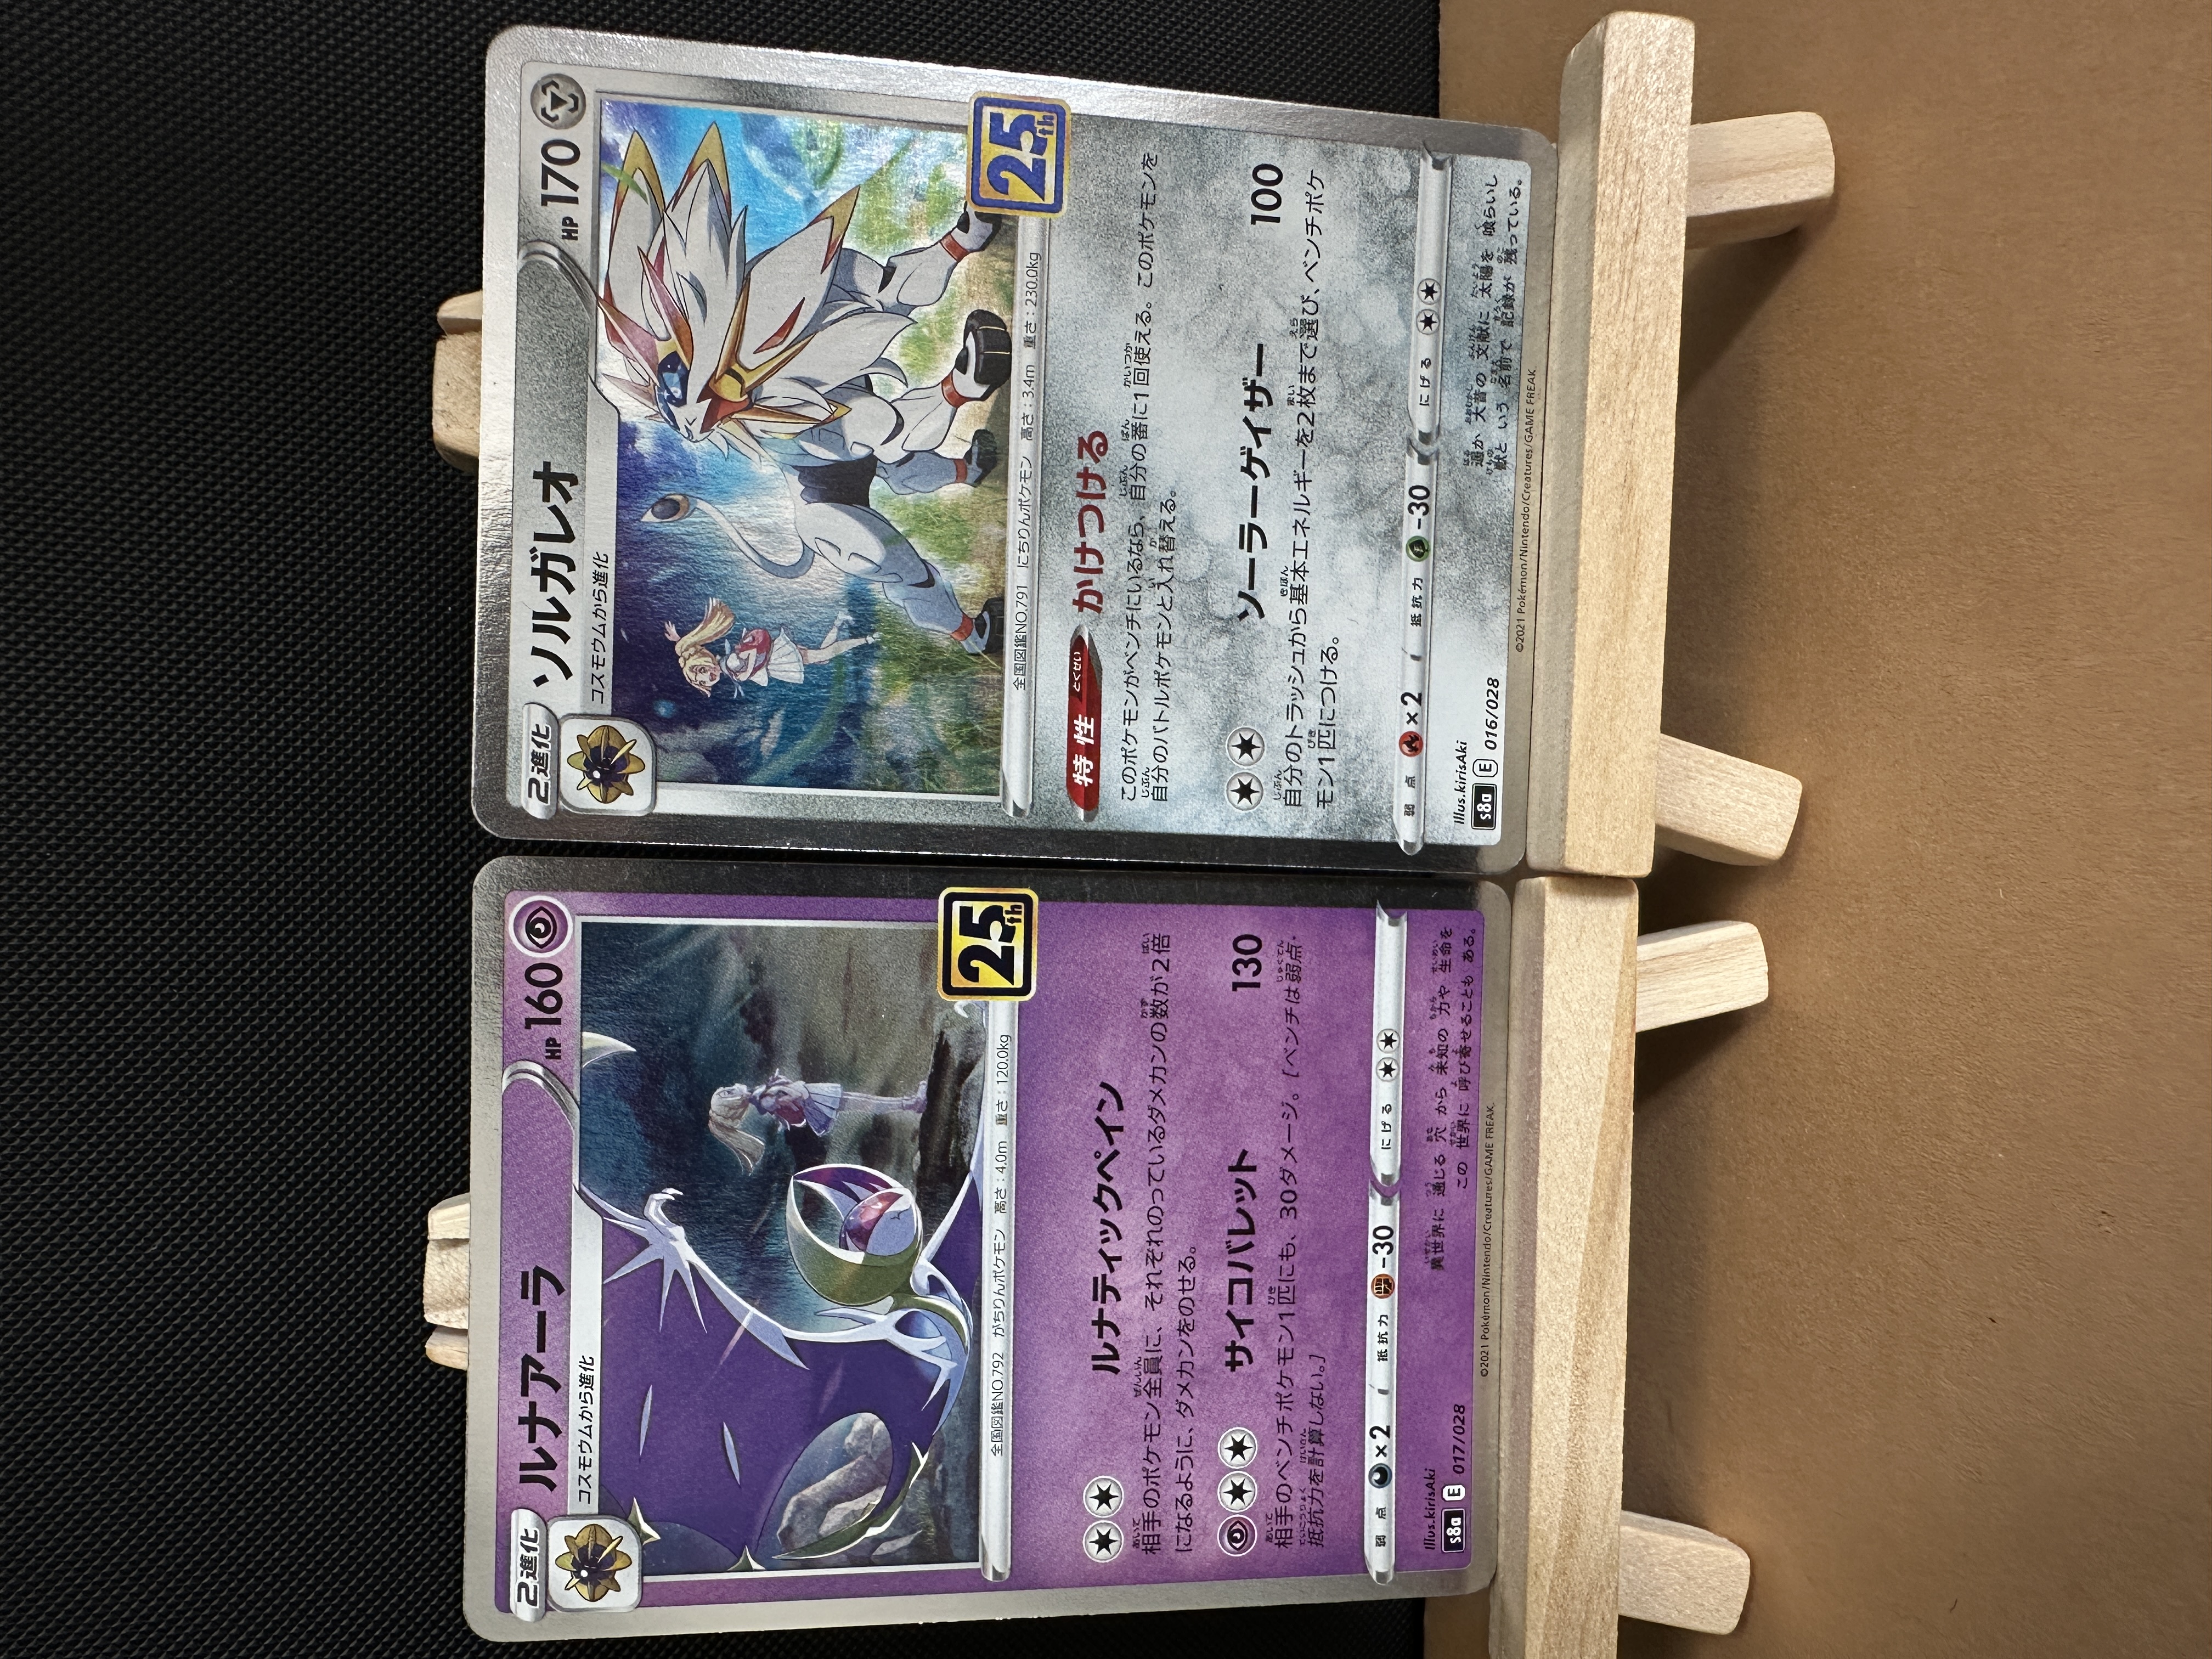 2進化 ルナアーラ HP 160
コスモウムから進化
25th
全国図鑑NO.792 がちりんポケモン 高さ:4.0m 重さ:120.0kg
ルナティックペイン
相手のポケモン全員に、それぞれのっているダメカンの数が2倍
になるように、ダメカンをのせる。
サイコバレット 130
相手のベンチポケモン1匹にも、30ダメージ。[ベンチは弱点・
抵抗力を計算しない。]
弱点 ×2 抵抗力 -30 にげる
Illus.kirisAki
s8a E 017/028
異世界に 通じる 穴 から 未知の 力や 生命を
この 世界に 呼び寄せることも ある。
©2021 Pokémon/Nintendo/Creatures/GAME FREAK.
2進化 ソルガレオ HP 170
コスモウムから進化
25th
全国図鑑NO.791 にちりんポケモン 高さ:3.4m 重さ:230.0kg
特性 とくせい かけつける
このポケモンがベンチにいるなら、自分の番に1回使える。このポケモンを
自分のバトルポケモンと入れ替える。
ソーラーゲイザー 100
自分のトラッシュから基本エネルギーを2枚まで選び、ベンチポケ
モン1匹につける。
弱点 ×2 抵抗力 -30 にげる
Illus.kirisAki
s8a E 016/028
遥か 大昔の 文献に 太陽を 喰らいし
獣と いう 名前で 記録が 残っている。
©2021 Pokémon/Nintendo/Creatures/GAME FREAK.